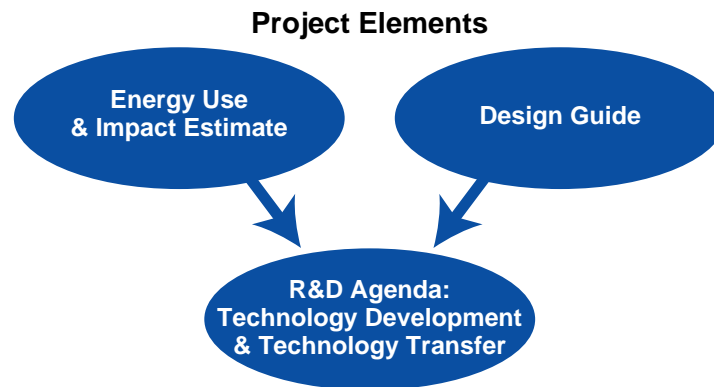 Project Elements
Energy Use
& Impact Estimate
Design Guide
R&D Agenda:
Technology Development
& Technology Transfer